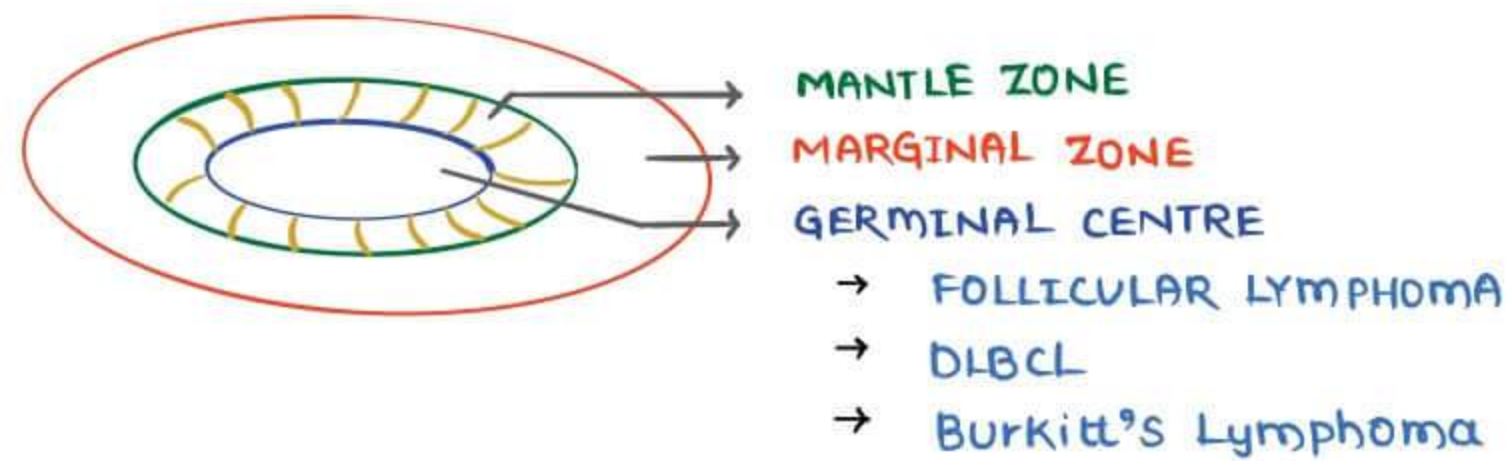 MANTLE ZONE
MARGINAL ZONE
GERMINAL CENTRE
→ FOLLICULAR LYMPHOMA
→ DLBCL
→ Burkitt's Lymphoma